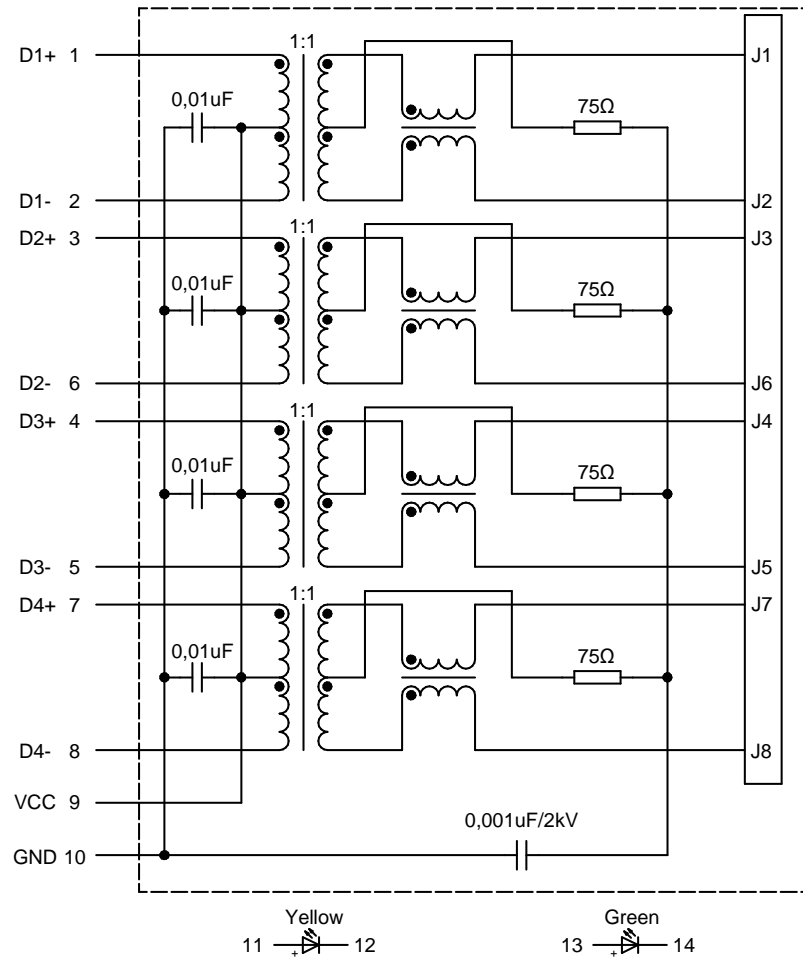 D1+ 1
1:1
J1
0,01uF
75Ω
D1- 2
J2
D2+ 3
1:1
J3
0,01uF
75Ω
D2- 6
J6
D3+ 4
1:1
J4
0,01uF
75Ω
D3- 5
J5
D4+ 7
1:1
J7
0,01uF
75Ω
D4- 8
J8
VCC 9
0,001uF/2kV
GND 10
Yellow
Green
11 + 12
13 + 14